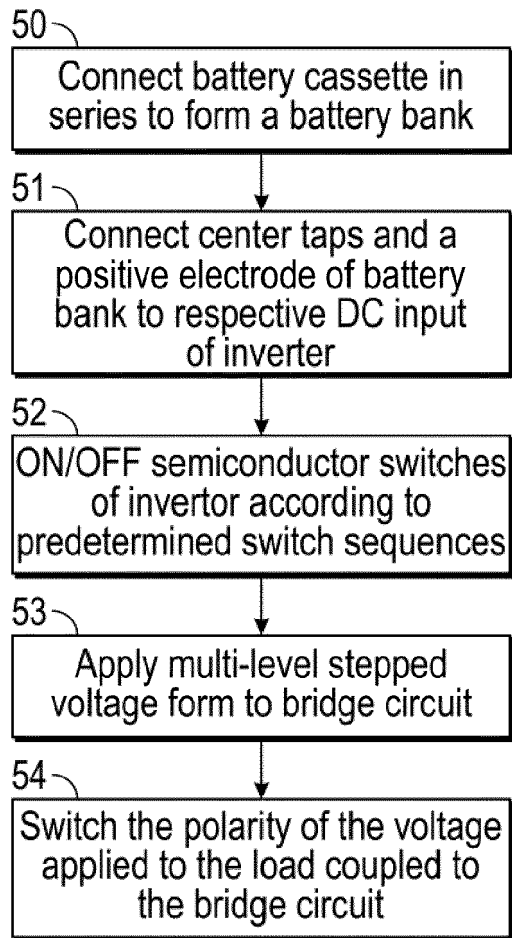 50
Connect battery cassette in
series to form a battery bank
51
Connect center taps and a
positive electrode of battery
bank to respective DC input
of inverter
52
ON/OFF semiconductor switches
of invertor according to
predetermined switch sequences
53
Apply multi-level stepped
voltage form to bridge circuit
54
Switch the polarity of the voltage
applied to the load coupled to
the bridge circuit